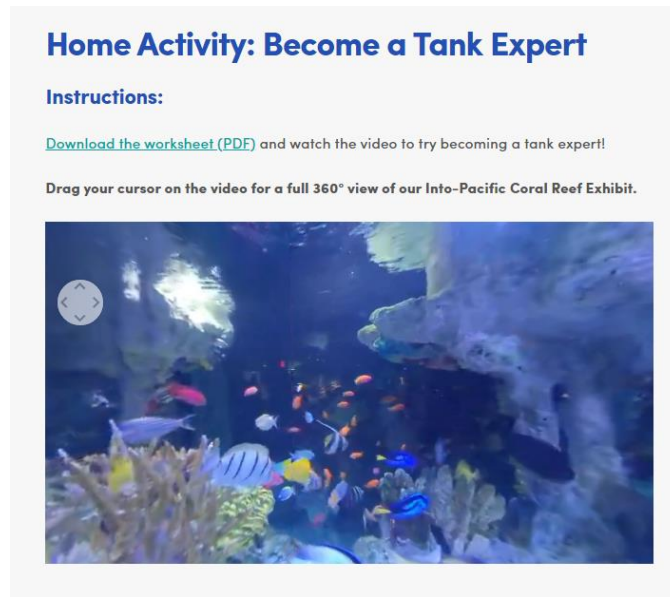 Home Activity: Become a Tank Expert
Instructions:
Download the worksheet (PDF) and watch the video to try becoming a tank expert!
Drag your cursor on the video for a full 360° view of our Into-Pacific Coral Reef Exhibit.